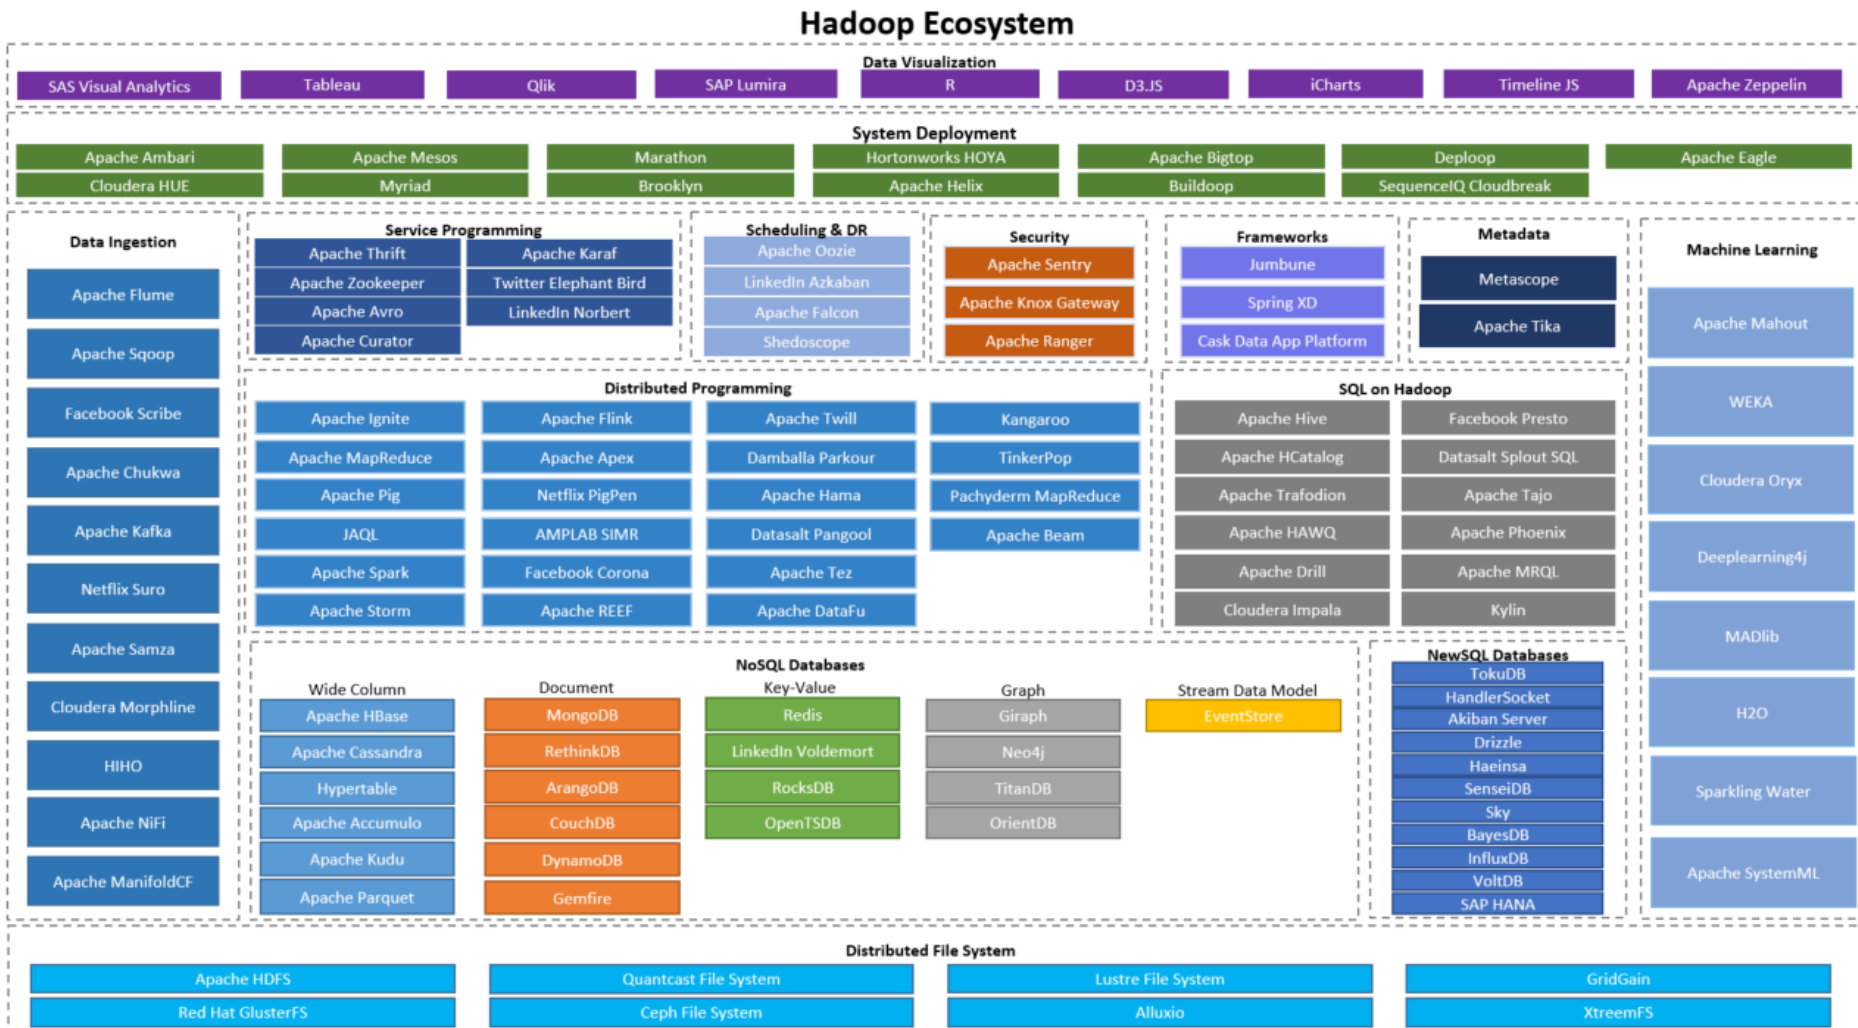 Hadoop Ecosystem
Data Visualization
SAS Visual Analytics
Tableau
Qlik
SAP Lumira
R
D3.JS
iCharts
Timeline JS
Apache Zeppelin
System Deployment
Apache Ambari
Apache Mesos
Marathon
Hortonworks HOYA
Apache Bigtop
Deploop
Apache Eagle
Cloudera HUE
Myriad
Brooklyn
Apache Helix
Buildoop
SequenceIQ Cloudbreak
Data Ingestion
Apache Flume
Apache Sqoop
Facebook Scribe
Apache Chukwa
Apache Kafka
Netflix Suro
Apache Samza
Cloudera Morphline
HIHO
Apache NiFi
Apache ManifoldCF
Service Programming
Apache Thrift
Apache Karaf
Apache Zookeeper
Twitter Elephant Bird
Apache Avro
LinkedIn Norbert
Apache Curator
Scheduling & DR
Apache Oozie
LinkedIn Azkaban
Apache Falcon
Shedoscope
Security
Apache Sentry
Apache Knox Gateway
Apache Ranger
Frameworks
Jumbune
Spring XD
Cask Data App Platform
Metadata
Metascope
Apache Tika
Machine Learning
Apache Mahout
WEKA
Cloudera Oryx
Deeplearning4j
MADlib
H2O
Sparkling Water
Apache SystemML
Distributed Programming
Apache Ignite
Apache Flink
Apache Twill
Kangaroo
Apache MapReduce
Apache Apex
Damballa Parkour
TinkerPop
Apache Pig
Netflix PigPen
Apache Hama
Pachyderm MapReduce
JAQL
AMPLAB SIMR
Datasalt Pangool
Apache Beam
Apache Spark
Facebook Corona
Apache Tez
Apache Storm
Apache REEF
Apache DataFu
SQL on Hadoop
Apache Hive
Facebook Presto
Apache HCatalog
Datasalt Splout SQL
Apache Trafodion
Apache Tajo
Apache HAWQ
Apache Phoenix
Apache Drill
Apache MRQL
Cloudera Impala
Kylin
NoSQL Databases
Wide Column
Apache HBase
Apache Cassandra
Hypertable
Apache Accumulo
Apache Kudu
Apache Parquet
Document
MongoDB
RethinkDB
ArangoDB
CouchDB
DynamoDB
Gemfire
Key-Value
Redis
LinkedIn Voldemort
RocksDB
OpenTSDB
Graph
Giraph
Neo4j
TitanDB
OrientDB
Stream Data Model
EventStore
NewSQL Databases
TokuDB
HandlerSocket
Akiban Server
Drizzle
Haeinsa
SenseiDB
Sky
BayesDB
InfluxDB
VoltDB
SAP HANA
Distributed File System
Apache HDFS
Quantcast File System
Lustre File System
GridGain
Red Hat GlusterFS
Ceph File System
Alluxio
XtreemFS